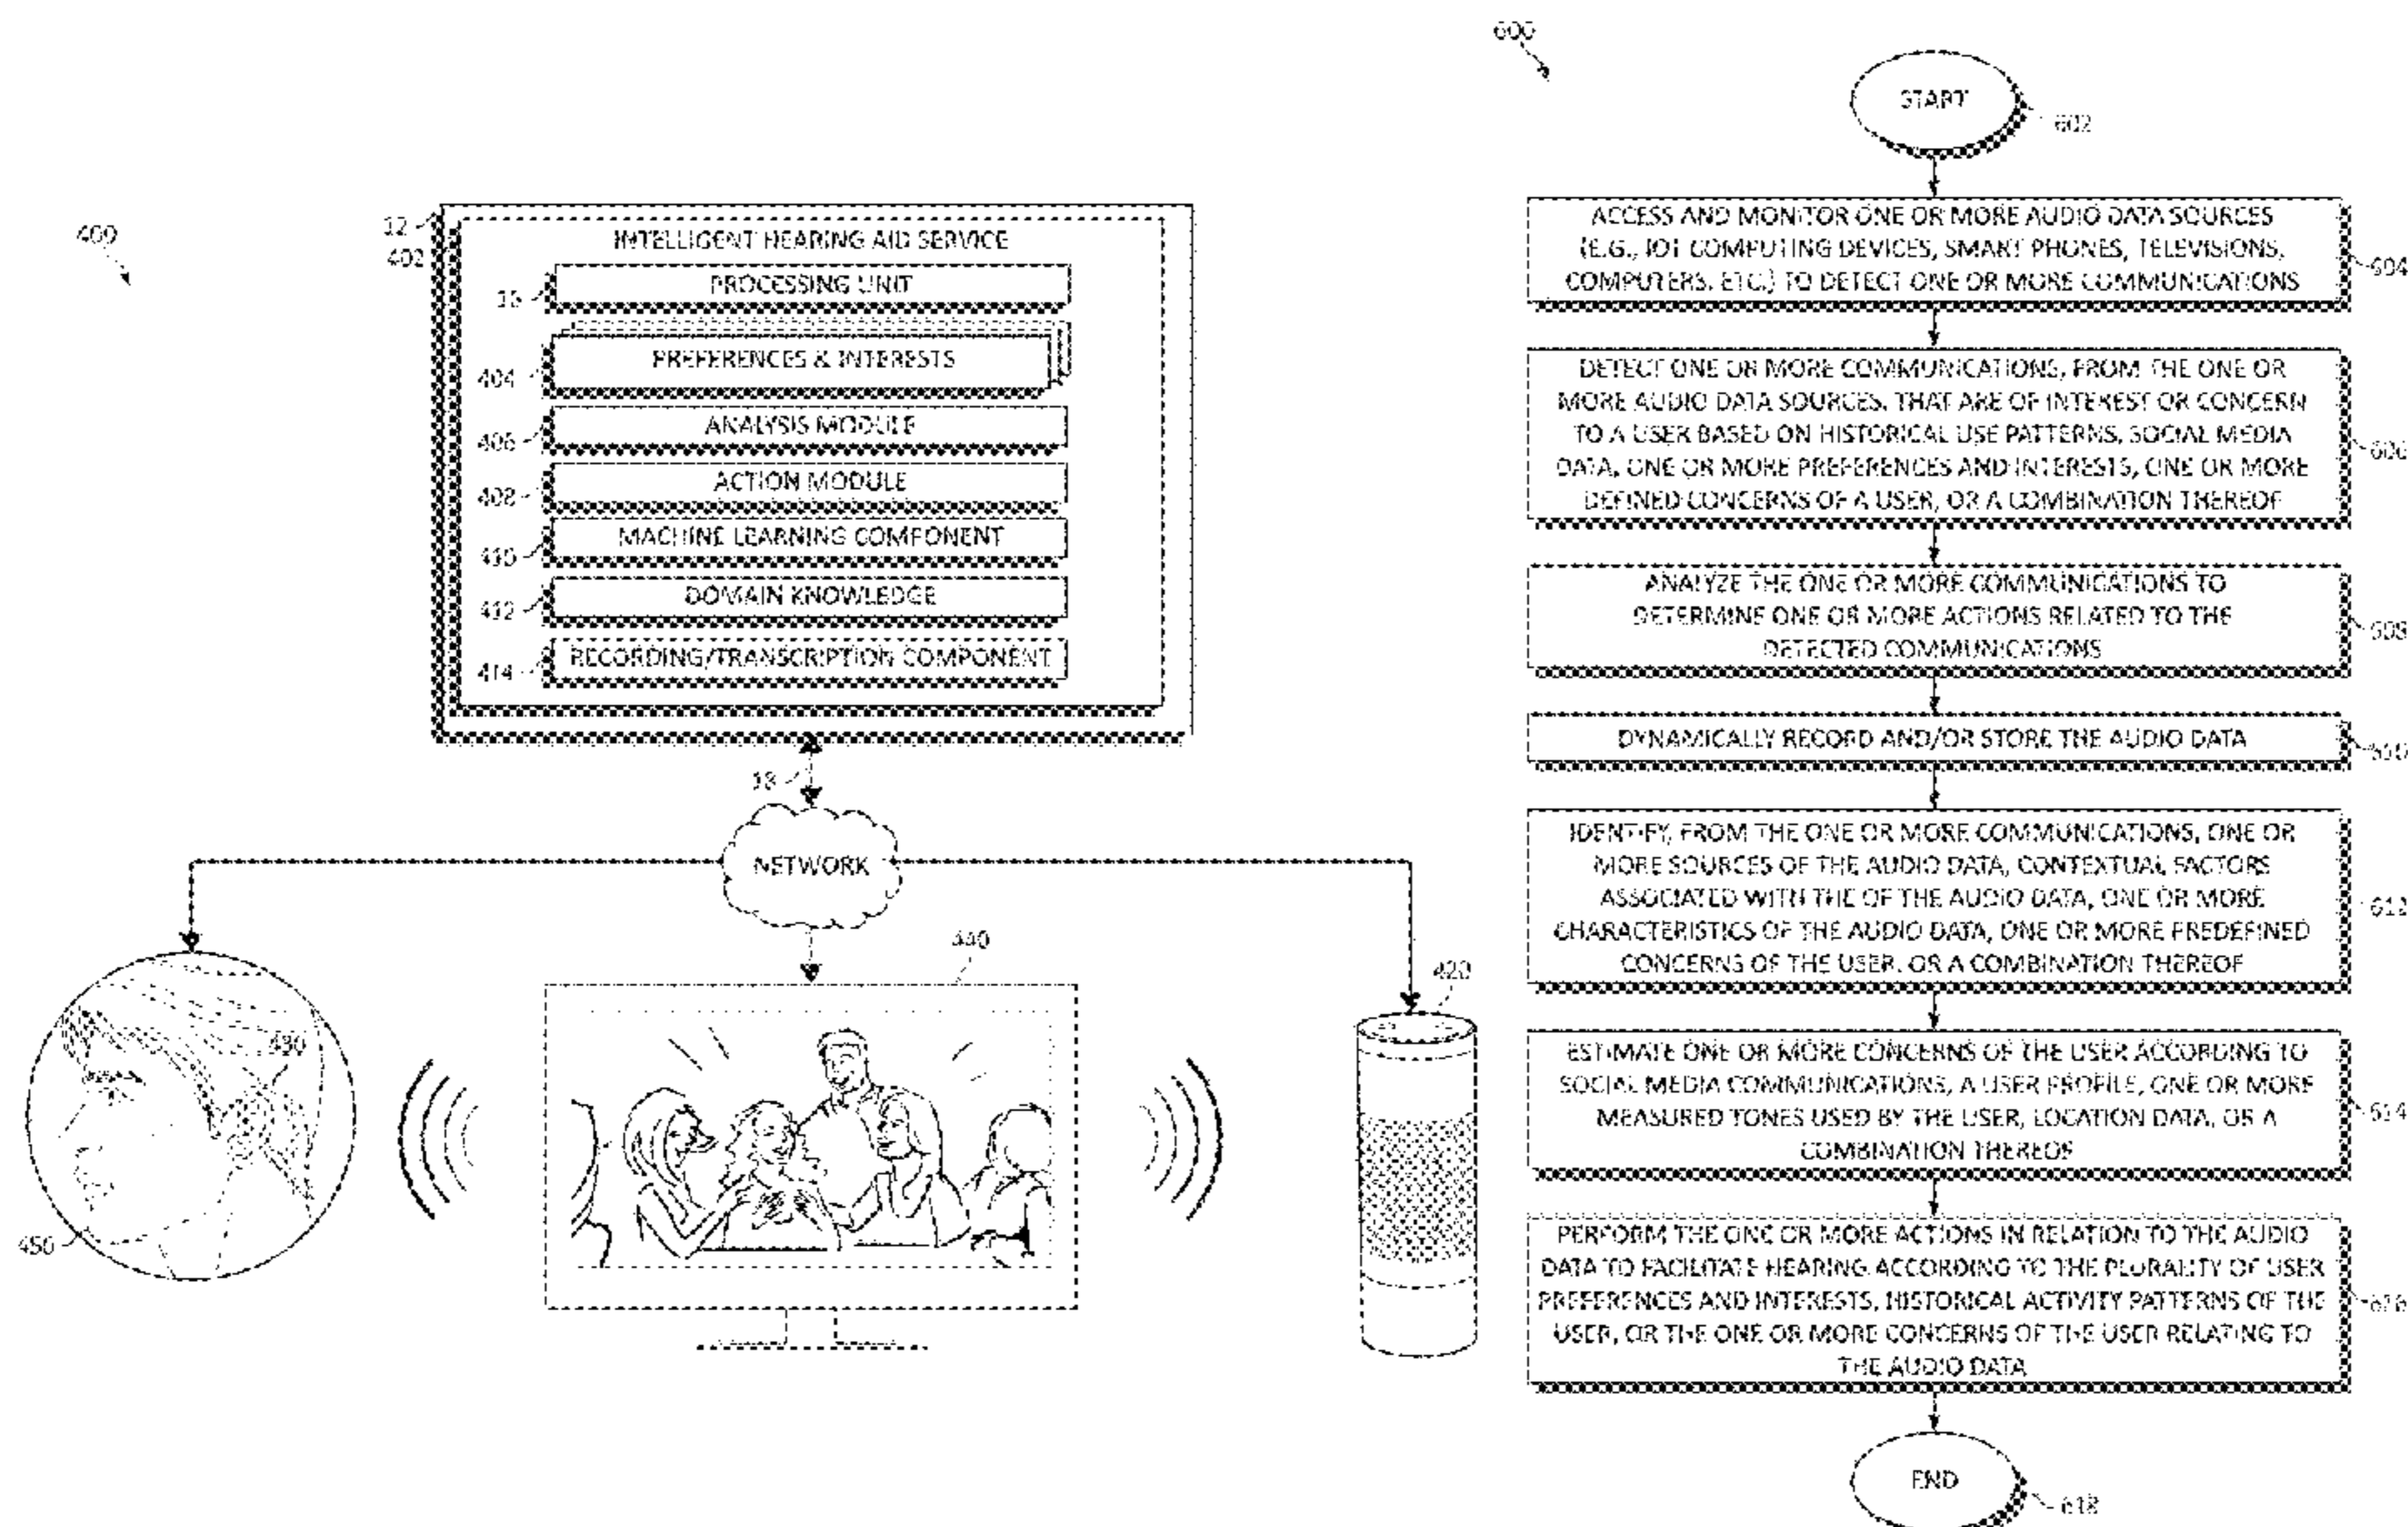 400
12
402
INTELLIGENT HEARING AID SERVICE
16
PROCESSING UNIT
404
PREFERENCES & INTERESTS
406
ANALYSIS MODULE
408
ACTION MODULE
410
MACHINE LEARNING COMPONENT
412
DOMAIN KNOWLEDGE
414
RECORDING/TRANSCRIPTION COMPONENT
18
NETWORK
430
450
440
420
600
START
602
ACCESS AND MONITOR ONE OR MORE AUDIO DATA SOURCES
(E.G., IOT COMPUTING DEVICES, SMART PHONES, TELEVISIONS,
COMPUTERS, ETC.) TO DETECT ONE OR MORE COMMUNICATIONS
604
DETECT ONE OR MORE COMMUNICATIONS, FROM THE ONE OR
MORE AUDIO DATA SOURCES, THAT ARE OF INTEREST OR CONCERN
TO A USER BASED ON HISTORICAL USE PATTERNS, SOCIAL MEDIA
DATA, ONE OR MORE PREFERENCES AND INTERESTS, ONE OR MORE
DEFINED CONCERNS OF A USER, OR A COMBINATION THEREOF
606
ANALYZE THE ONE OR MORE COMMUNICATIONS TO
DETERMINE ONE OR MORE ACTIONS RELATED TO THE
DETECTED COMMUNICATIONS
608
DYNAMICALLY RECORD AND/OR STORE THE AUDIO DATA
610
IDENTIFY, FROM THE ONE OR MORE COMMUNICATIONS, ONE OR
MORE SOURCES OF THE AUDIO DATA, CONTEXTUAL FACTORS
ASSOCIATED WITH THE OF THE AUDIO DATA, ONE OR MORE
CHARACTERISTICS OF THE AUDIO DATA, ONE OR MORE PREDEFINED
CONCERNS OF THE USER, OR A COMBINATION THEREOF
612
ESTIMATE ONE OR MORE CONCERNS OF THE USER ACCORDING TO
SOCIAL MEDIA COMMUNICATIONS, A USER PROFILE, ONE OR MORE
MEASURED TONES USED BY THE USER, LOCATION DATA, OR A
COMBINATION THEREOF
614
PERFORM THE ONE OR MORE ACTIONS IN RELATION TO THE AUDIO
DATA TO FACILITATE HEARING ACCORDING TO THE PLURALITY OF USER
PREFERENCES AND INTERESTS, HISTORICAL ACTIVITY PATTERNS OF THE
USER, OR THE ONE OR MORE CONCERNS OF THE USER RELATING TO
THE AUDIO DATA
616
END
618